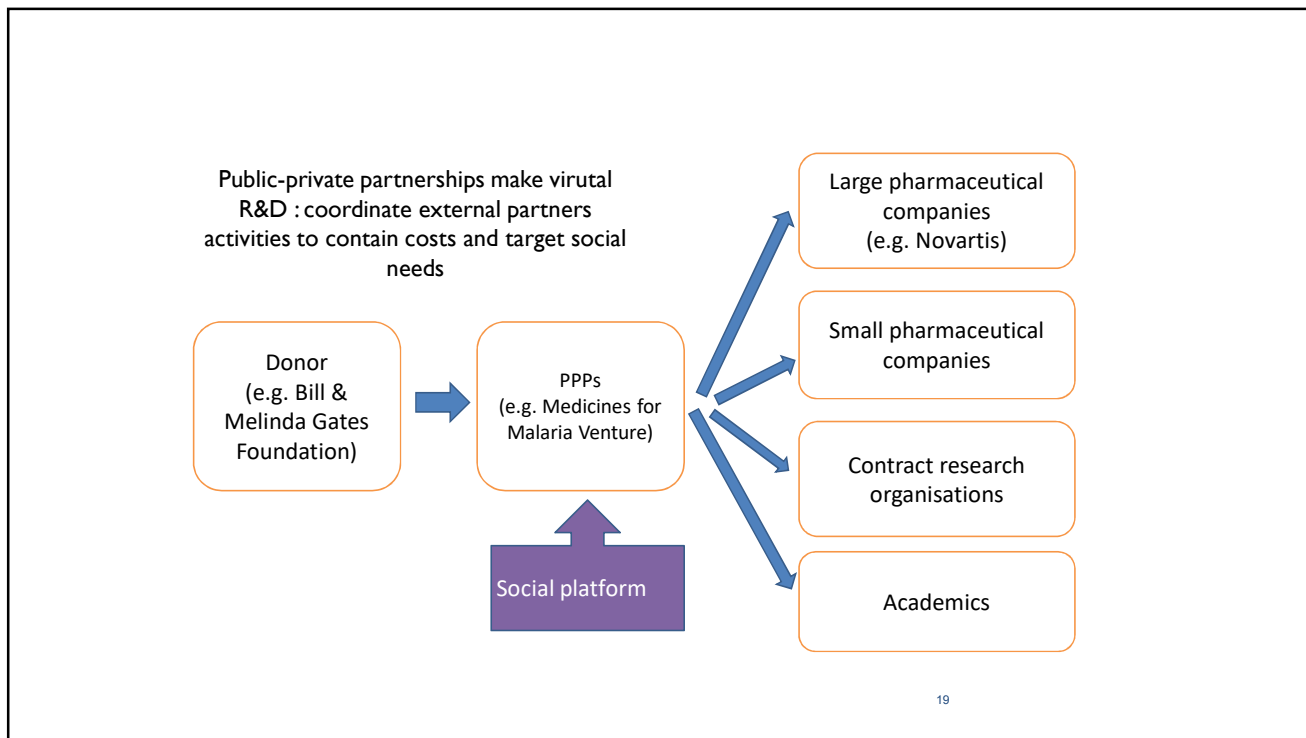 Public-private partnerships make virutal
R&D : coordinate external partners
activities to contain costs and target social
needs
Donor
(e.g. Bill &
Melinda Gates
Foundation)
PPPs
(e.g. Medicines for
Malaria Venture)
Social platform
Large pharmaceutical
companies
(e.g. Novartis)
Small pharmaceutical
companies
Contract research
organisations
Academics
19